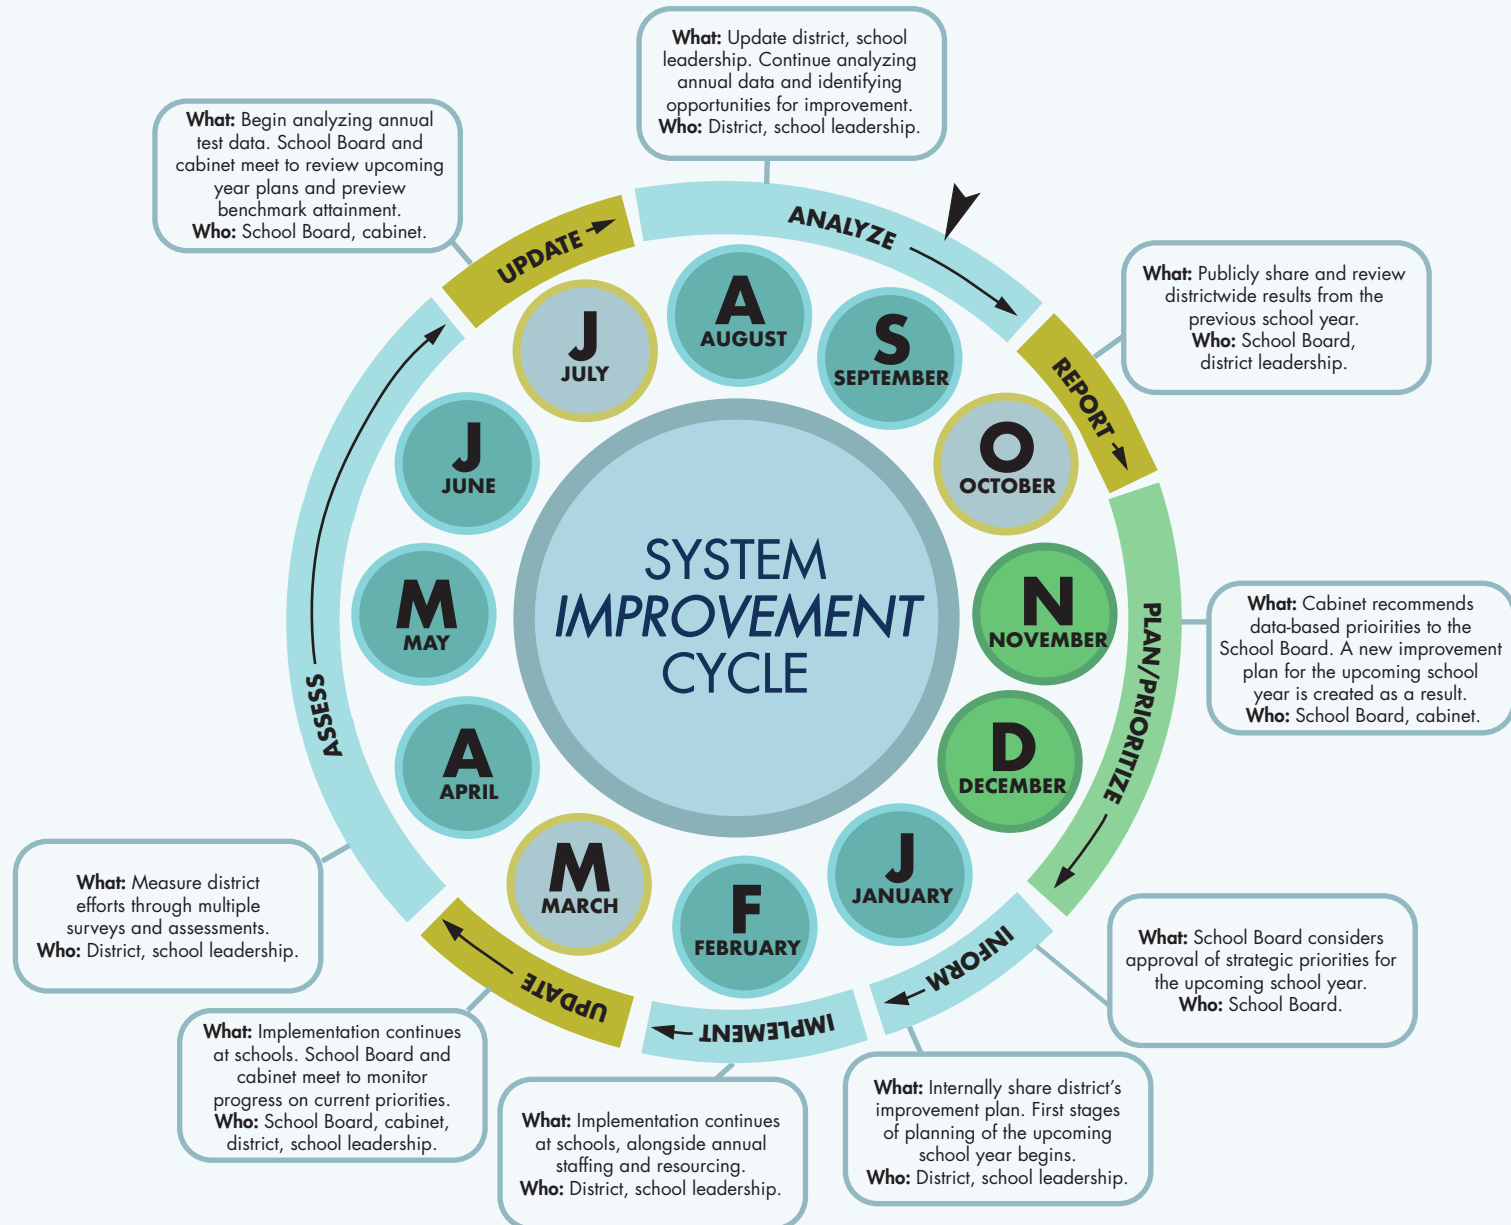 What: Update district, school
leadership. Continue analyzing
annual data and identifying
opportunities for improvement.
Who: District, school leadership.
What: Begin analyzing annual
test data. School Board and
cabinet meet to review upcoming
year plans and preview
benchmark attainment.
Who: School Board, cabinet.
What: Publicly share and review
districtwide results from the
previous school year.
Who: School Board,
district leadership.
What: Cabinet recommends
data-based prioirities to the
School Board. A new improvement
plan for the upcoming school
year is created as a result.
Who: School Board, cabinet.
What: School Board considers
approval of strategic priorities for
the upcoming school year.
Who: School Board.
What: Internally share district's
improvement plan. First stages
of planning of the upcoming
school year begins.
Who: District, school leadership.
What: Implementation continues
at schools, alongside annual
staffing and resourcing.
Who: District, school leadership.
What: Implementation continues
at schools. School Board and
cabinet meet to monitor
progress on current priorities.
Who: School Board, cabinet,
district, school leadership.
What: Measure district
efforts through multiple
surveys and assessments.
Who: District, school leadership.
ANALYZE
REPORT
PLAN/PRIORITIZE
INFORM
IMPLEMENT
UPDATE
ASSESS
UPDATE
A
AUGUST
S
SEPTEMBER
O
OCTOBER
N
NOVEMBER
D
DECEMBER
J
JANUARY
F
FEBRUARY
M
MARCH
A
APRIL
M
MAY
J
JUNE
J
JULY
SYSTEM
IMPROVEMENT
CYCLE